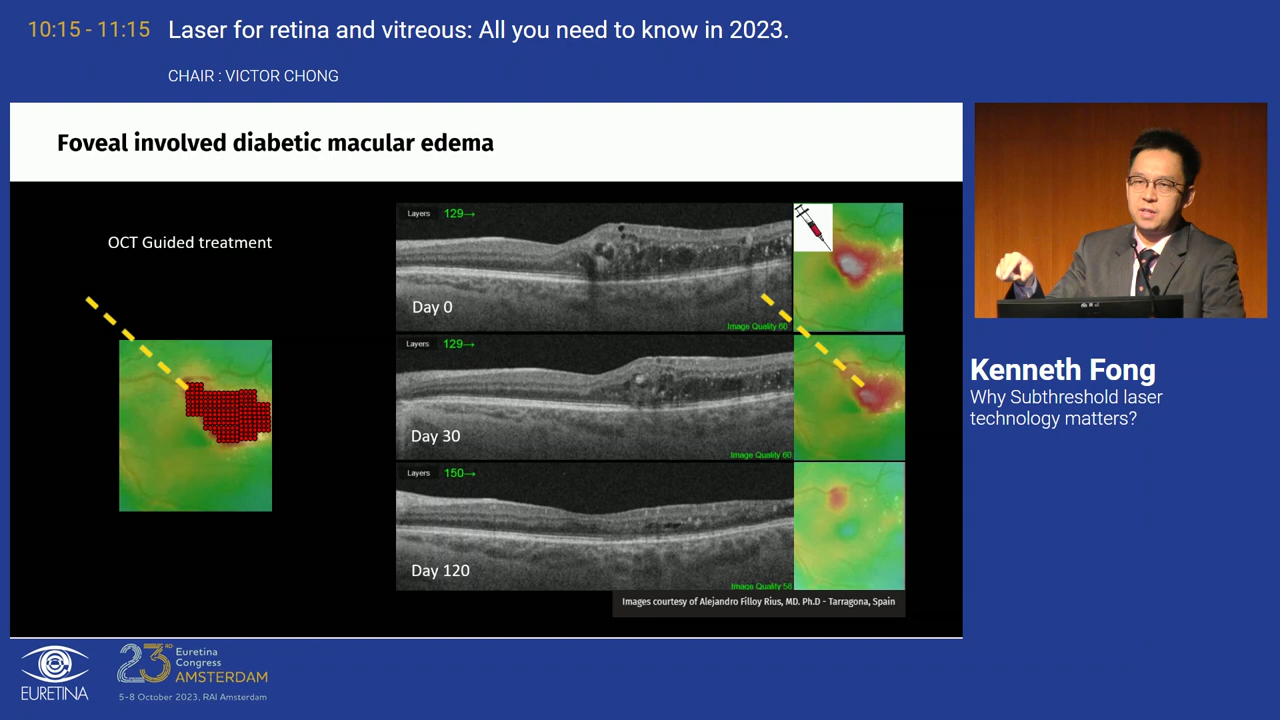 10:15 - 11:15 Laser for retina and vitreous: All you need to know in 2023.
CHAIR : VICTOR CHONG
Foveal involved diabetic macular edema
OCT Guided treatment
Layers 129→
Day 0
Image Quality 60
Layers 129→
Day 30
Image Quality 60
Layers 150→
Day 120
Image Quality 58
Images courtesy of Alejandro Filloy Rius, MD. Ph.D - Tarragona, Spain
Kenneth Fong
Why Subthreshold laser
technology matters?
EURETINA
23RD Euretina
Congress
AMSTERDAM
5-8 October 2023, RAI Amsterdam